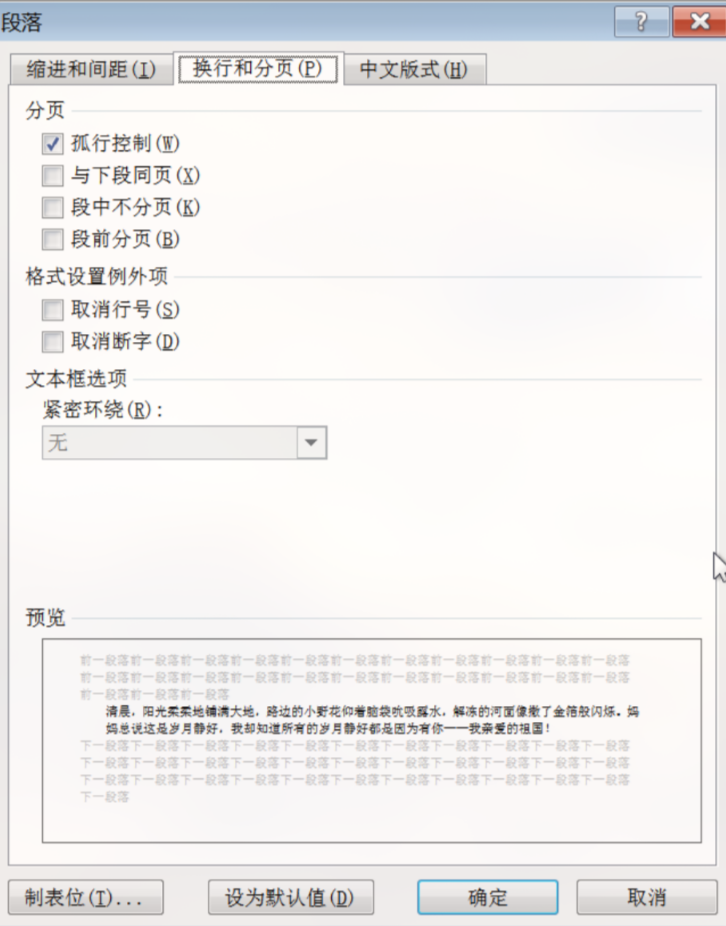 段落
缩进和间距(I) 换行和分页(P) 中文版式(H)
分页
孤行控制(W)
与下段同页(X)
段中不分页(K)
段前分页(B)
格式设置例外项
取消行号(S)
取消断字(D)
文本框选项
紧密环绕(R):
无
预览
前一段落前一段落前一段落前一段落前一段落前一段落前一段落前一段落前一段落前一段落前一段落
前一段落前一段落前一段落前一段落前一段落前一段落前一段落前一段落前一段落前一段落前一段落
前一段落前一段落前一段落
清晨，阳光柔柔地铺满大地，路边的小野花仰着脑袋吮吸露水，解冻的河面像撒了金箔般闪烁。妈
妈总说这是岁月静好，我却知道所有的岁月静好都是因为有你——我亲爱的祖国！
下一段落下一段落下一段落下一段落下一段落下一段落下一段落下一段落下一段落下一段落下一段落
下一段落下一段落下一段落下一段落下一段落下一段落下一段落下一段落下一段落下一段落下一段落
下一段落下一段落下一段落下一段落下一段落下一段落下一段落下一段落下一段落下一段落下一段落
下一段落
制表位(T)... 设为默认值(D) 确定 取消